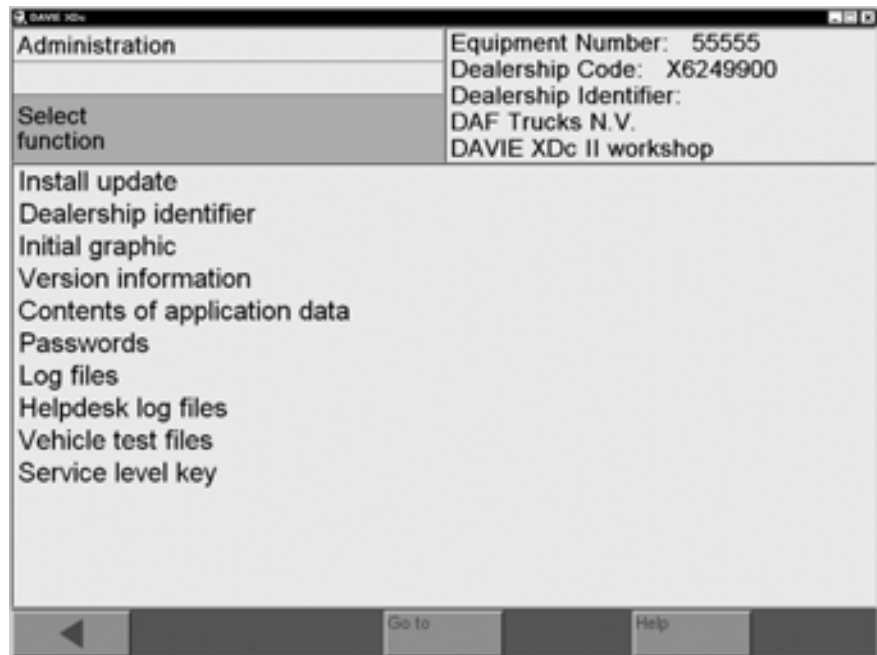 DAVIE XDc
Administration
Equipment Number: 55555
Dealership Code: X6249900
Dealership Identifier:
DAF Trucks N.V.
DAVIE XDc II workshop
Select
function
Install update
Dealership identifier
Initial graphic
Version information
Contents of application data
Passwords
Log files
Helpdesk log files
Vehicle test files
Service level key
Go to
Help